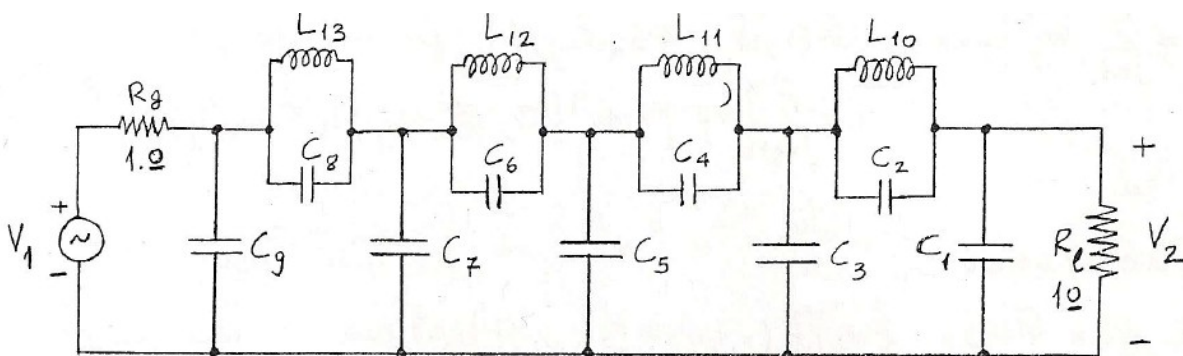 L13 L12 L11 L10
Rg
1.0
C8 C6 C4 C2
V1 + - C9 C7 C5 C3 C1 Rl 10 + V2 -